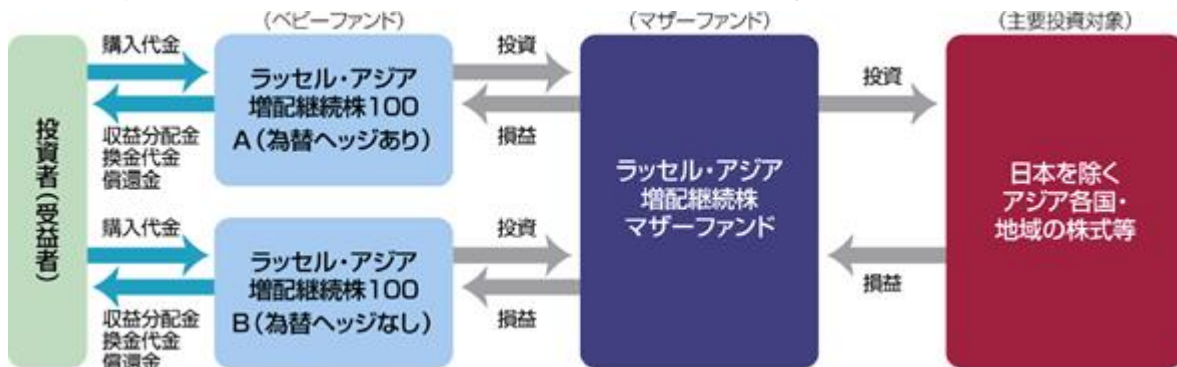 (ベビーファンド)
(マザーファンド)
(主要投資対象)
投資者(受益者)
購入代金
収益分配金
換金代金
償還金
ラッセル・アジア
増配継続株100
A(為替ヘッジあり)
投資
損益
購入代金
収益分配金
換金代金
償還金
ラッセル・アジア
増配継続株100
B(為替ヘッジなし)
投資
損益
ラッセル・アジア
増配継続株
マザーファンド
投資
損益
日本を除く
アジア各国・
地域の株式等